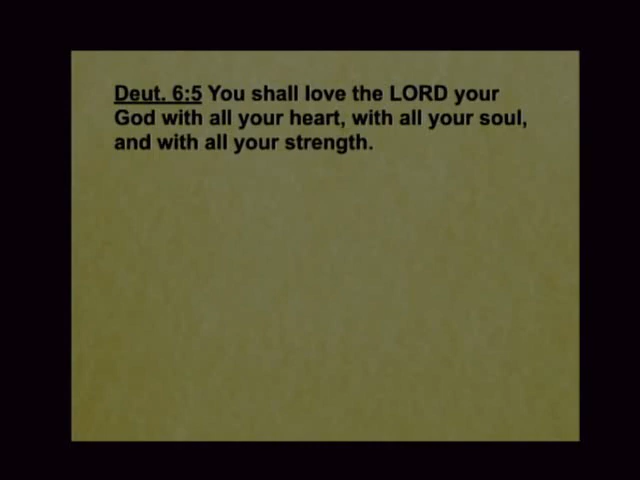 Deut. 6:5 You shall love the LORD your
God with all your heart, with all your soul,
and with all your strength.